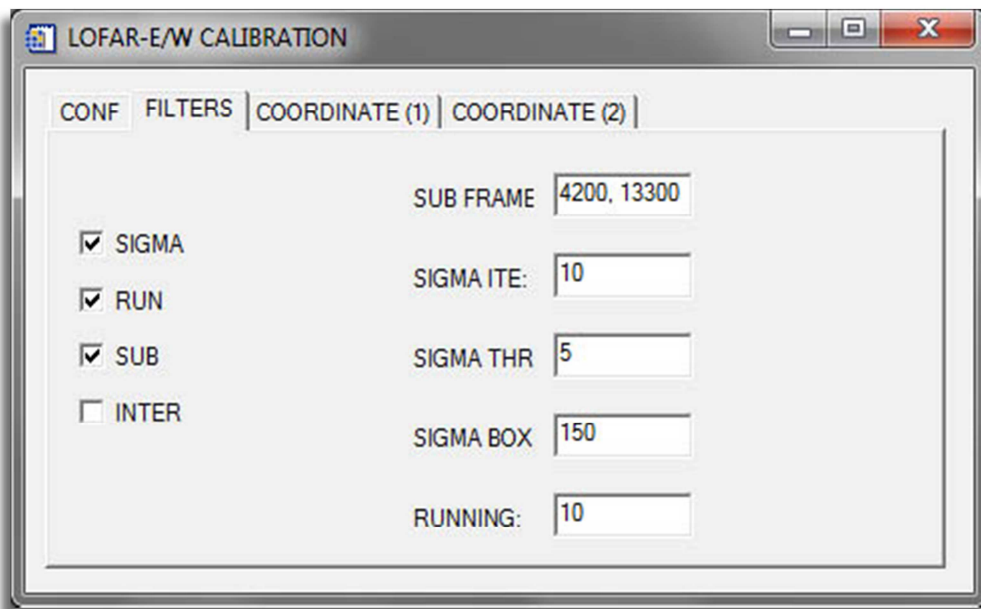 LOFAR-E/W CALIBRATION
CONF FILTERS COORDINATE (1) COORDINATE (2)
SIGMA
RUN
SUB
INTER
SUB FRAME 4200, 13300
SIGMA ITE: 10
SIGMA THR 5
SIGMA BOX 150
RUNNING: 10